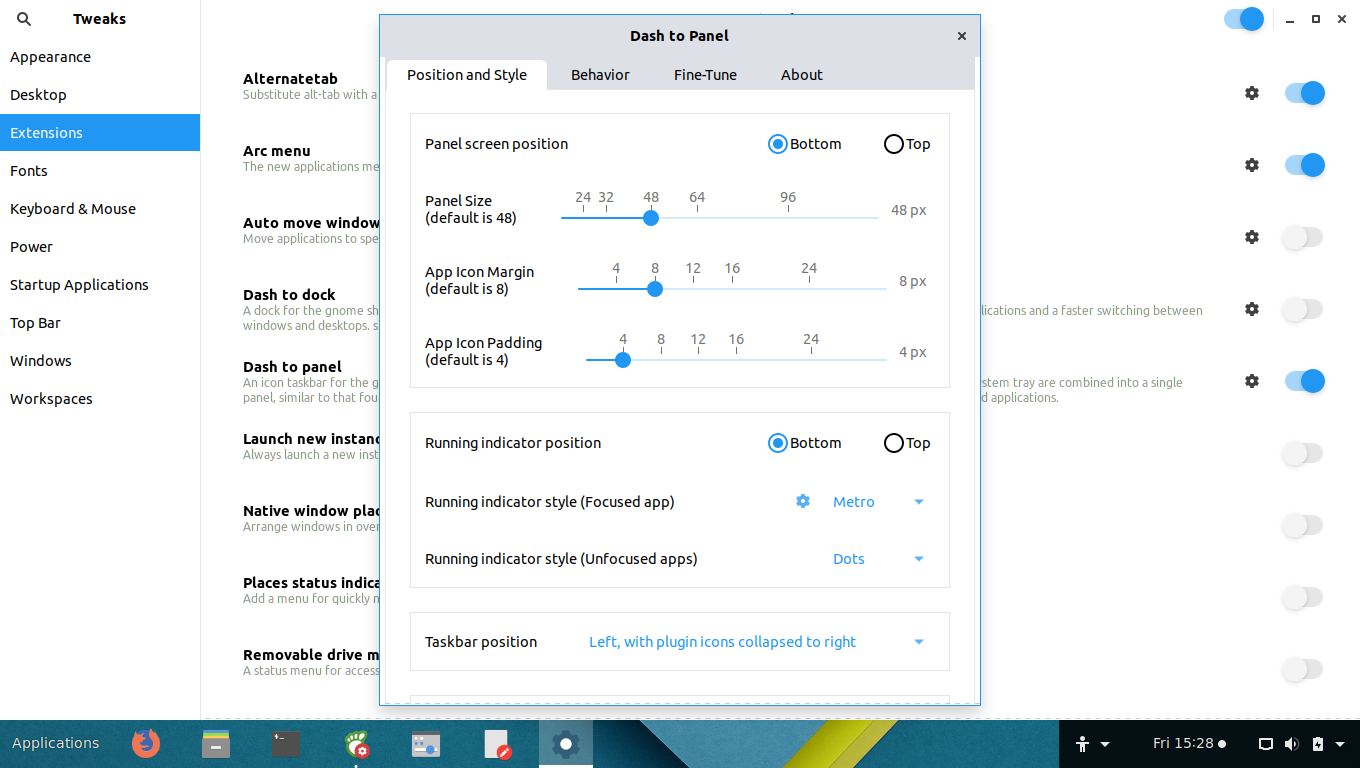 Tweaks
Appearance
Desktop
Extensions
Fonts
Keyboard & Mouse
Power
Startup Applications
Top Bar
Windows
Workspaces
Alternatetab
Substitute alt-tab with a
Arc menu
The new applications me
Auto move window
Move applications to spe
Dash to dock
A dock for the gnome sh
lications and a faster switching between
windows and desktops. s
Dash to panel
An icon taskbar for the g
stem tray are combined into a single
panel, similar to that fou
d applications.
Launch new instanc
Always launch a new inst
Native window plac
Arrange windows in over
Places status indica
Add a menu for quickly n
Removable drive m
A status menu for access
Dash to Panel
Position and Style
Behavior
Fine-Tune
About
Panel screen position
Bottom
Top
Panel Size
(default is 48)
24 32 48 64 96
48 px
App Icon Margin
(default is 8)
4 8 12 16 24
8 px
App Icon Padding
(default is 4)
4 8 12 16 24
4 px
Running indicator position
Bottom
Top
Running indicator style (Focused app)
Metro
Running indicator style (Unfocused apps)
Dots
Taskbar position
Left, with plugin icons collapsed to right
Applications
Fri 15:28